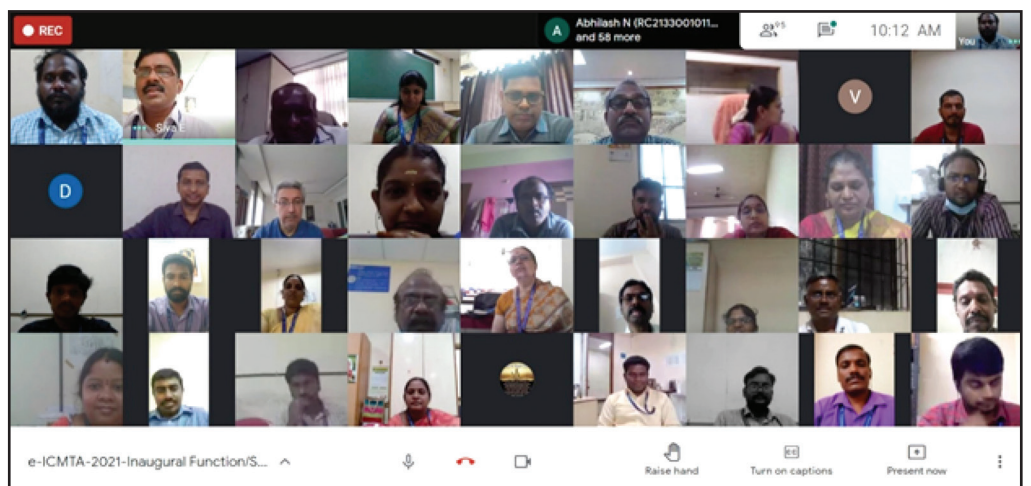 REC
A
Abhilash N (RC2133001011...
and 58 more
95
10:12 AM
You
Siva E
V
D
e-ICMTA-2021-Inaugural Function/S...
Raise hand
CC
Turn on captions
Present now